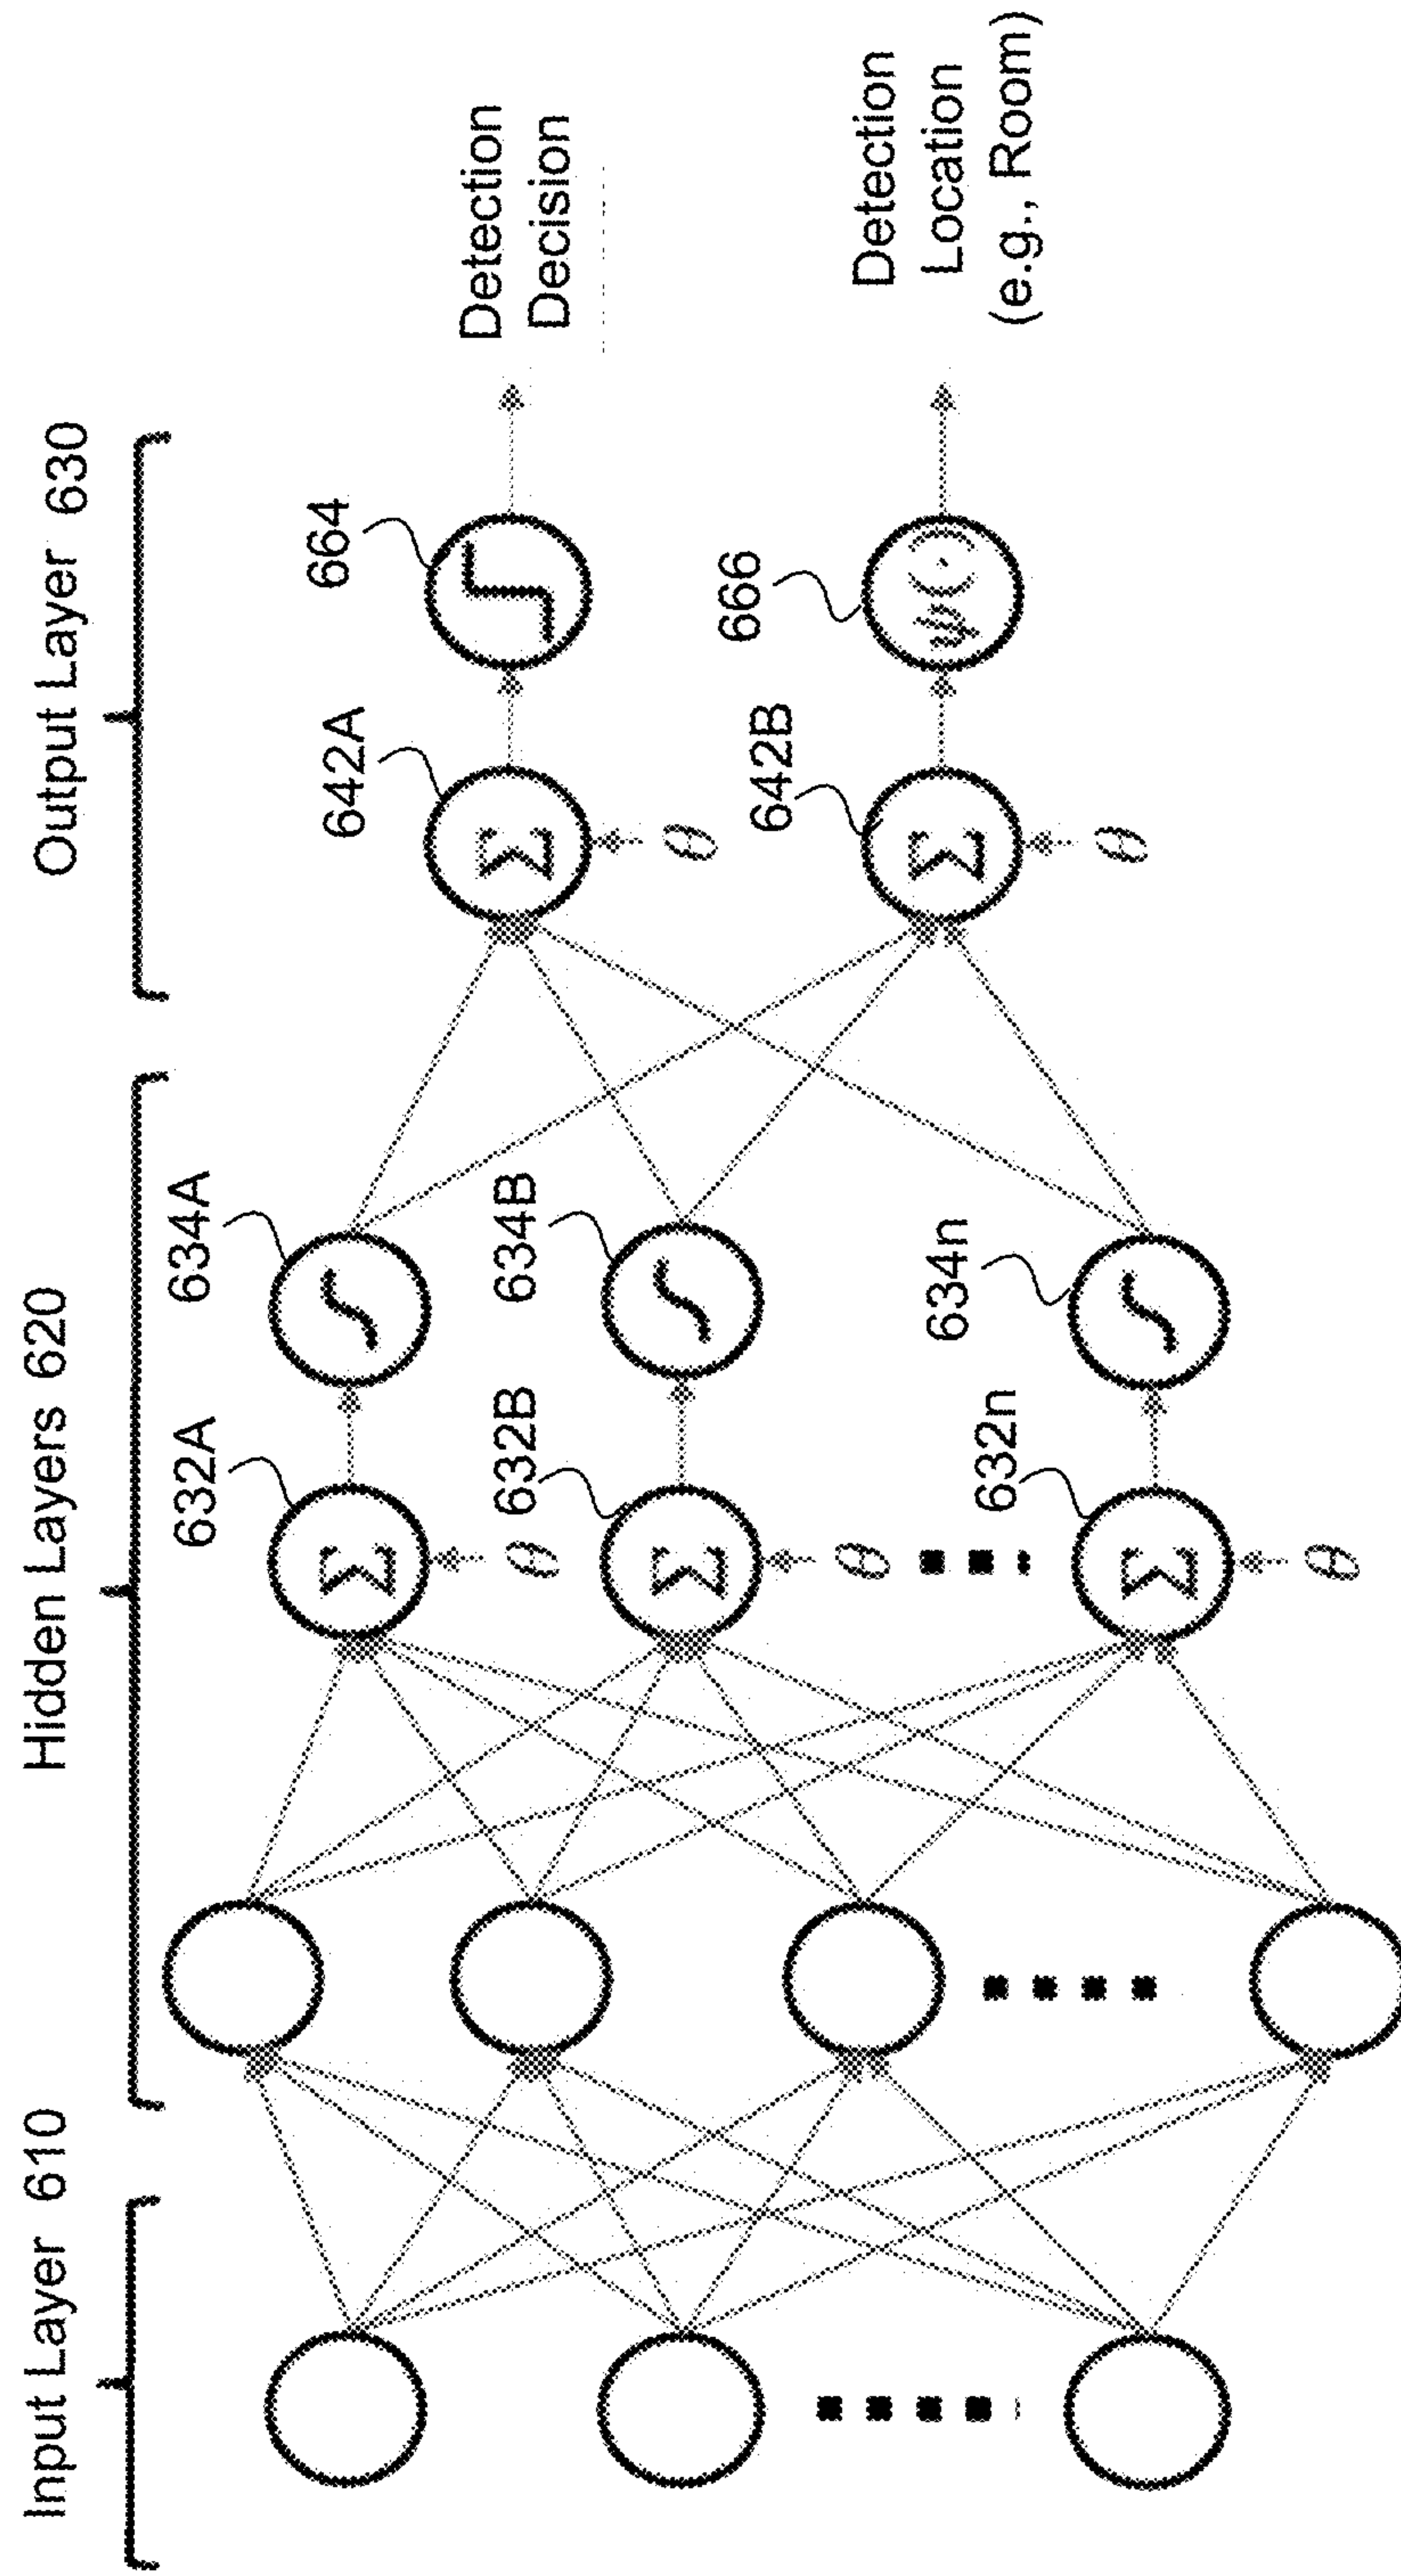 Input Layer 610
Hidden Layers 620
Output Layer 630
632A
634A
Σ
θ
632B
634B
Σ
θ
632n
634n
Σ
θ
642A
664
Σ
θ
Detection
Decision
642B
666
Σ
ψ(·)
θ
Detection
Location
(e.g., Room)